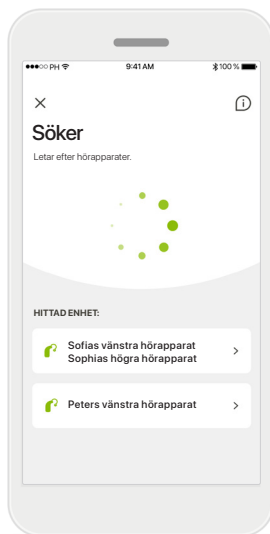 PH 9:41 AM 100 %
Söker
Letar efter hörapparater.
HITTAD ENHET:
Sofias vänstra hörapparat
Sophias högra hörapparat
Peters vänstra hörapparat